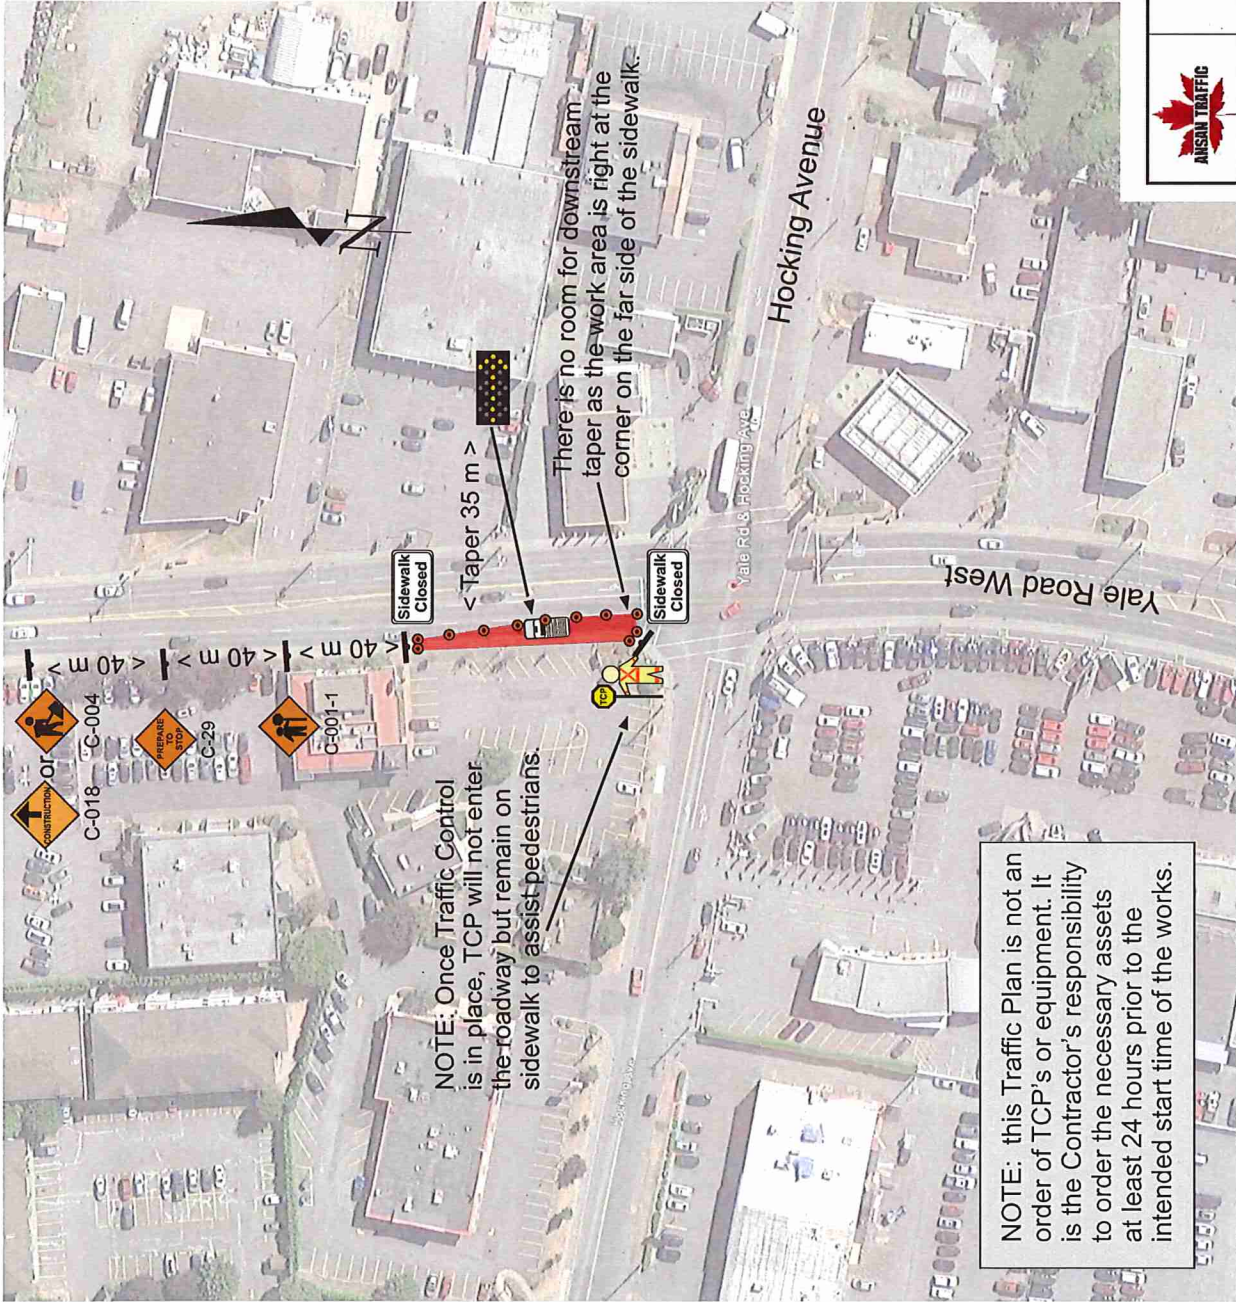 CONSTRUCTION
or
C-018
C-004
PREPARE
TO
STOP
C-29
C-001-1
< 40 m >
< 40 m >
< 40 m >
Sidewalk
Closed
< Taper 35 m >
N
NOTE: Once Traffic Control
is in place, TCP will not enter
the roadway but remain on
sidewalk to assist pedestrians.
TCP
There is no room for downstream
taper as the work area is right at the
corner on the far side of the sidewalk.
Sidewalk
Closed
Yale Rd & Hocking Ave
Hocking Avenue
Hocking Ave
Yale Road West
NOTE: this Traffic Plan is not an
order of TCP's or equipment. It
is the Contractor's responsibility
to order the necessary assets
at least 24 hours prior to the
intended start time of the works.
ANSAN TRAFFIC